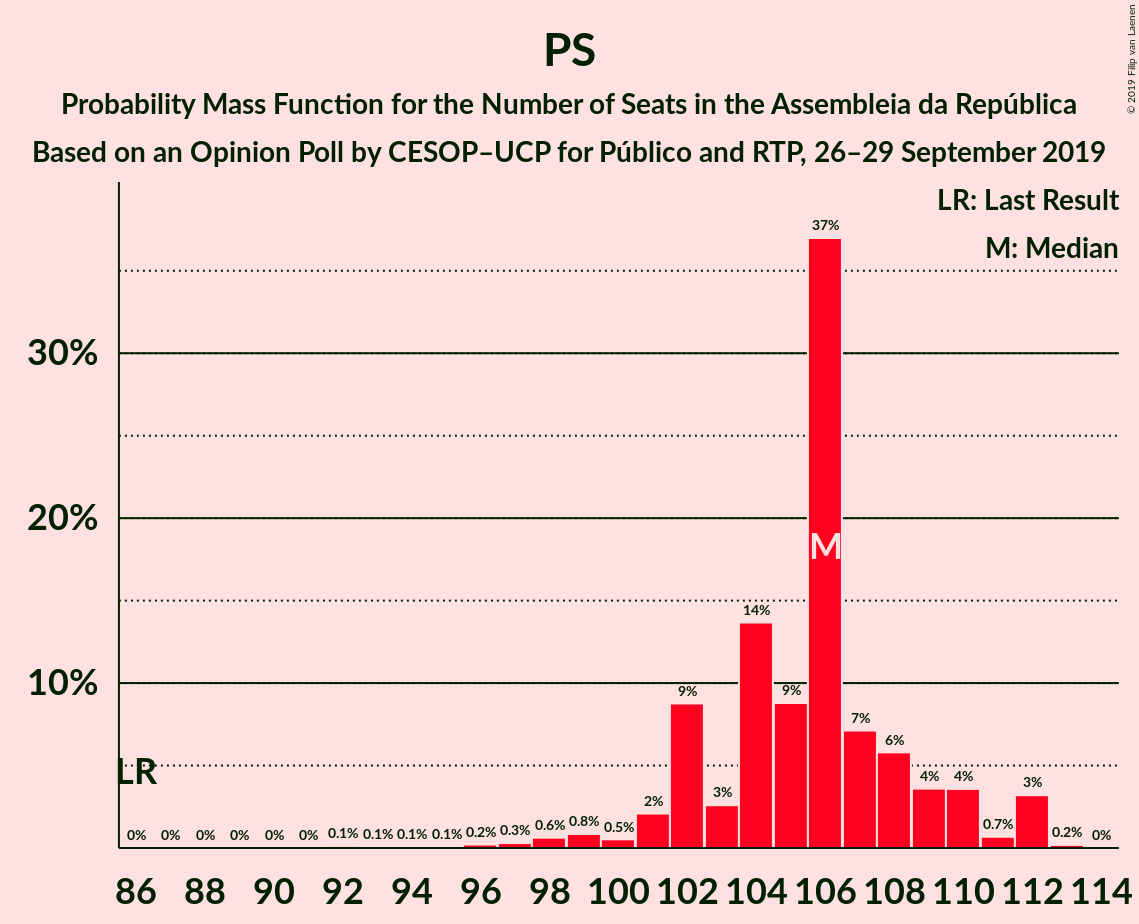 PS
Probability Mass Function for the Number of Seats in the Assembleia da República
Based on an Opinion Poll by CESOP–UCP for Público and RTP, 26–29 September 2019
© 2019 Filip van Laenen
LR: Last Result
M: Median
30%
20%
10%
LR
M
0% 0% 0% 0% 0% 0% 0.1% 0.1% 0.1% 0.1% 0.2% 0.3% 0.6% 0.8% 0.5% 2% 9% 3% 14% 9% 37% 7% 6% 4% 4% 0.7% 3% 0.2% 0%
86 88 90 92 94 96 98 100 102 104 106 108 110 112 114